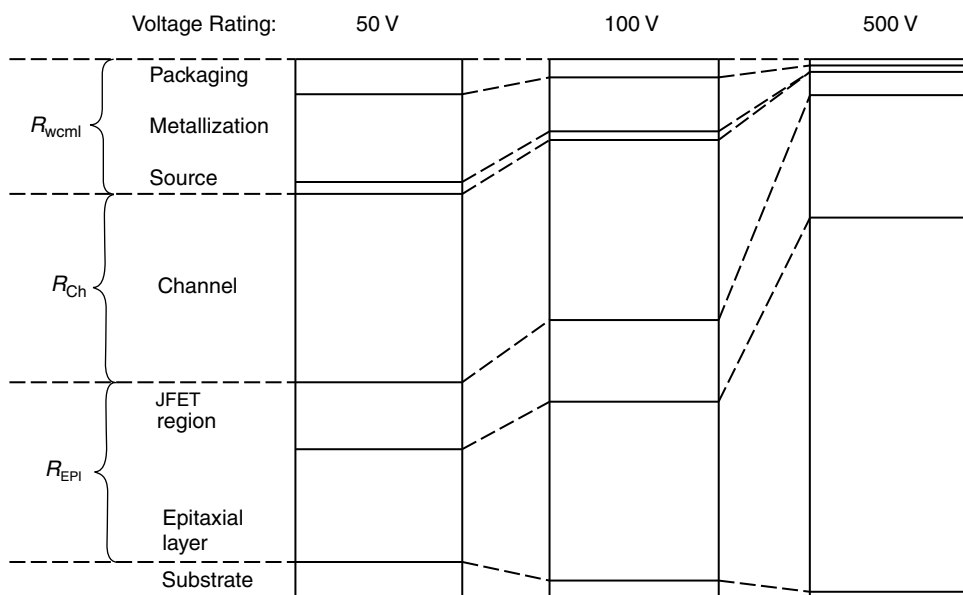 Voltage Rating: 50 V 100 V 500 V
Packaging
R_wcml Metallization
Source
R_Ch Channel
JFET
region
R_EPI
Epitaxial
layer
Substrate